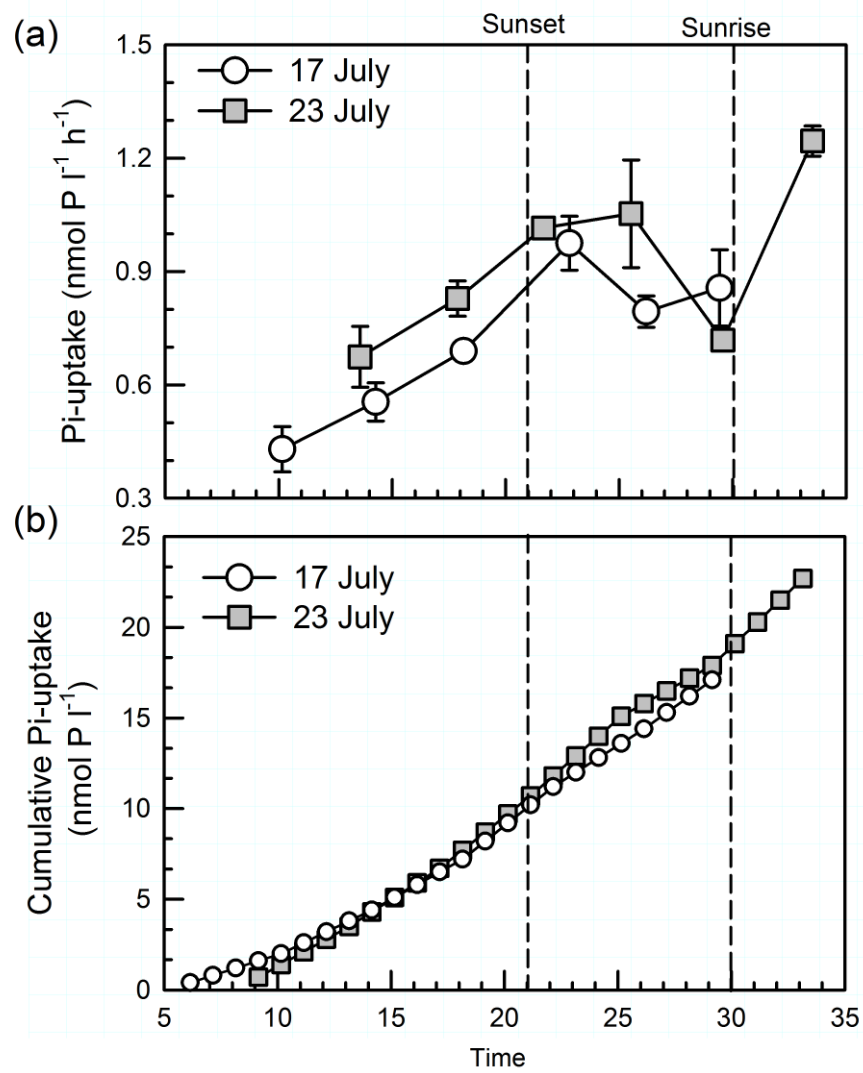 (a)
Sunset Sunrise
1.5
17 July
23 July
1.2
0.9
0.6
0.3
Pi-uptake (nmol P l⁻¹ h⁻¹)
(b)
25
17 July
23 July
20
15
10
5
0
Cumulative Pi-uptake
(nmol P l⁻¹)
5 10 15 20 25 30 35
Time